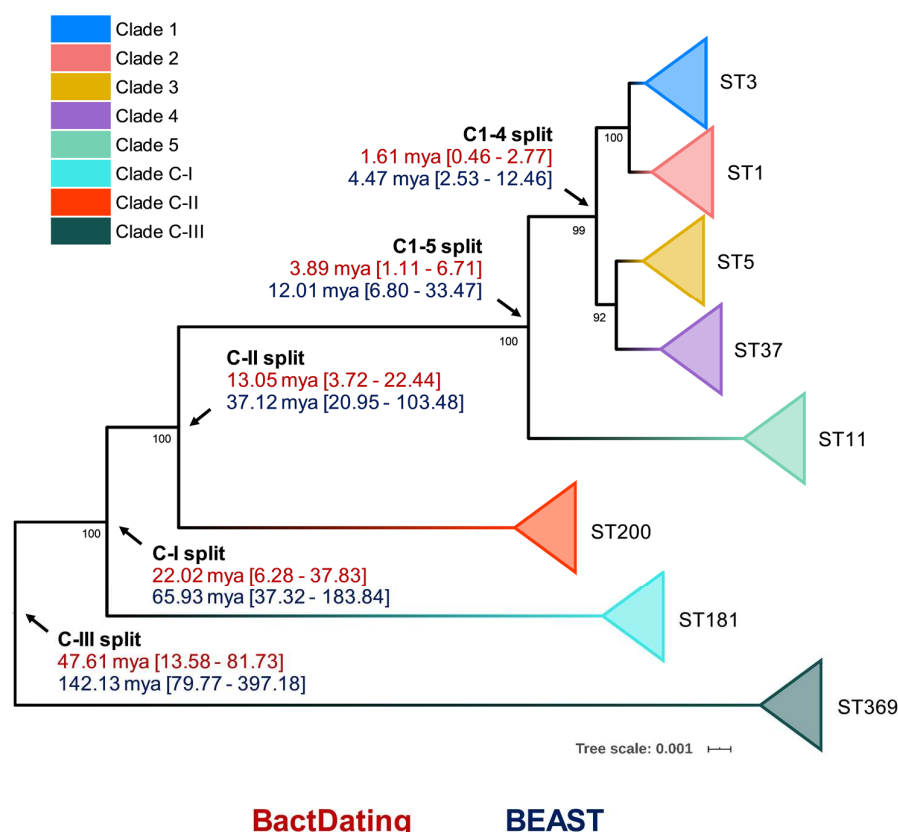 Clade 1
Clade 2
Clade 3
Clade 4
Clade 5
Clade C-I
Clade C-II
Clade C-III
ST3
C1-4 split
1.61 mya [0.46 - 2.77]
4.47 mya [2.53 - 12.46]
100
ST1
99
C1-5 split
3.89 mya [1.11 - 6.71]
12.01 mya [6.80 - 33.47]
ST5
92
100
ST37
C-II split
13.05 mya [3.72 - 22.44]
37.12 mya [20.95 - 103.48]
100
ST11
ST200
100
C-I split
22.02 mya [6.28 - 37.83]
65.93 mya [37.32 - 183.84]
ST181
C-III split
47.61 mya [13.58 - 81.73]
142.13 mya [79.77 - 397.18]
ST369
Tree scale: 0.001
BactDating BEAST